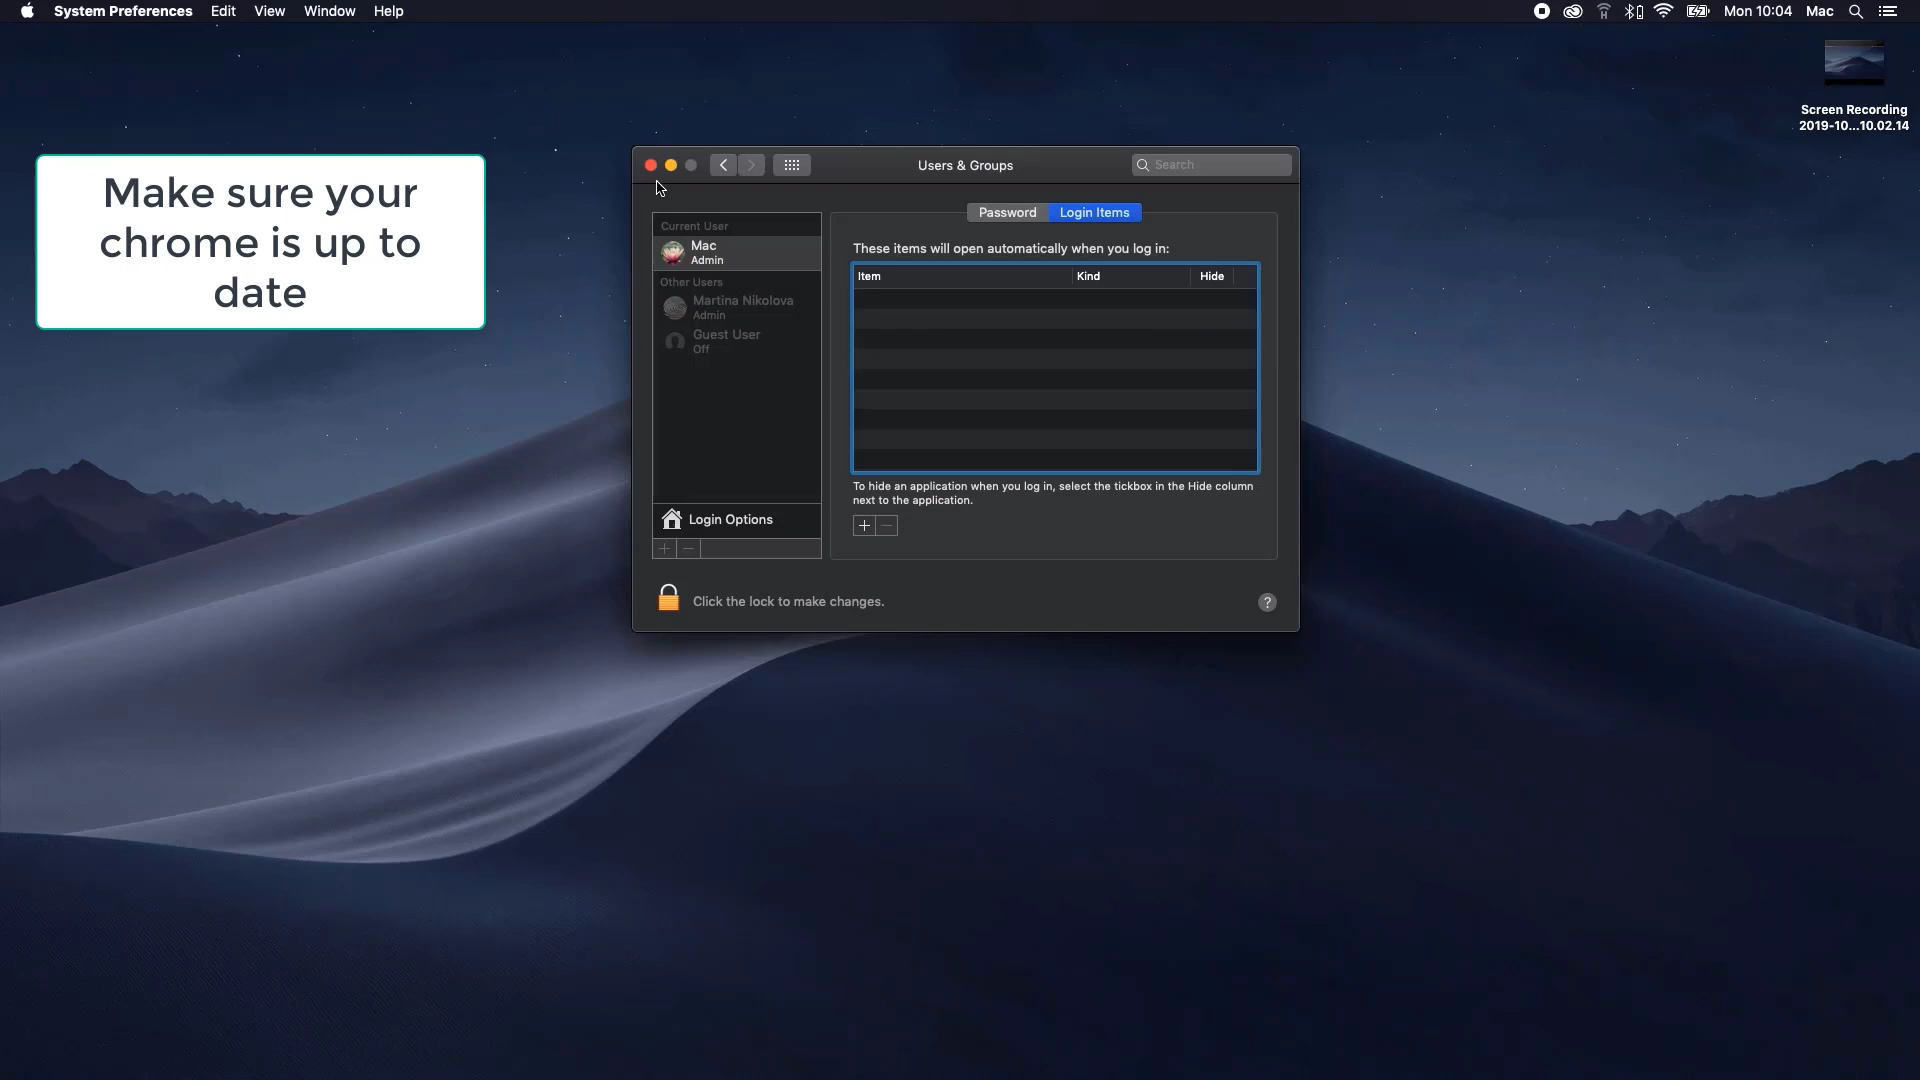 System Preferences Edit View Window Help
Mon 10:04 Mac
Screen Recording
2019-10...10.02.14
Make sure your
chrome is up to
date
Users & Groups
Search
Password Login Items
Current User
Mac
Admin
Other Users
Martina Nikolova
Admin
Guest User
Off
Login Options
These items will open automatically when you log in:
Item Kind Hide
To hide an application when you log in, select the tickbox in the Hide column
next to the application.
Click the lock to make changes.
?